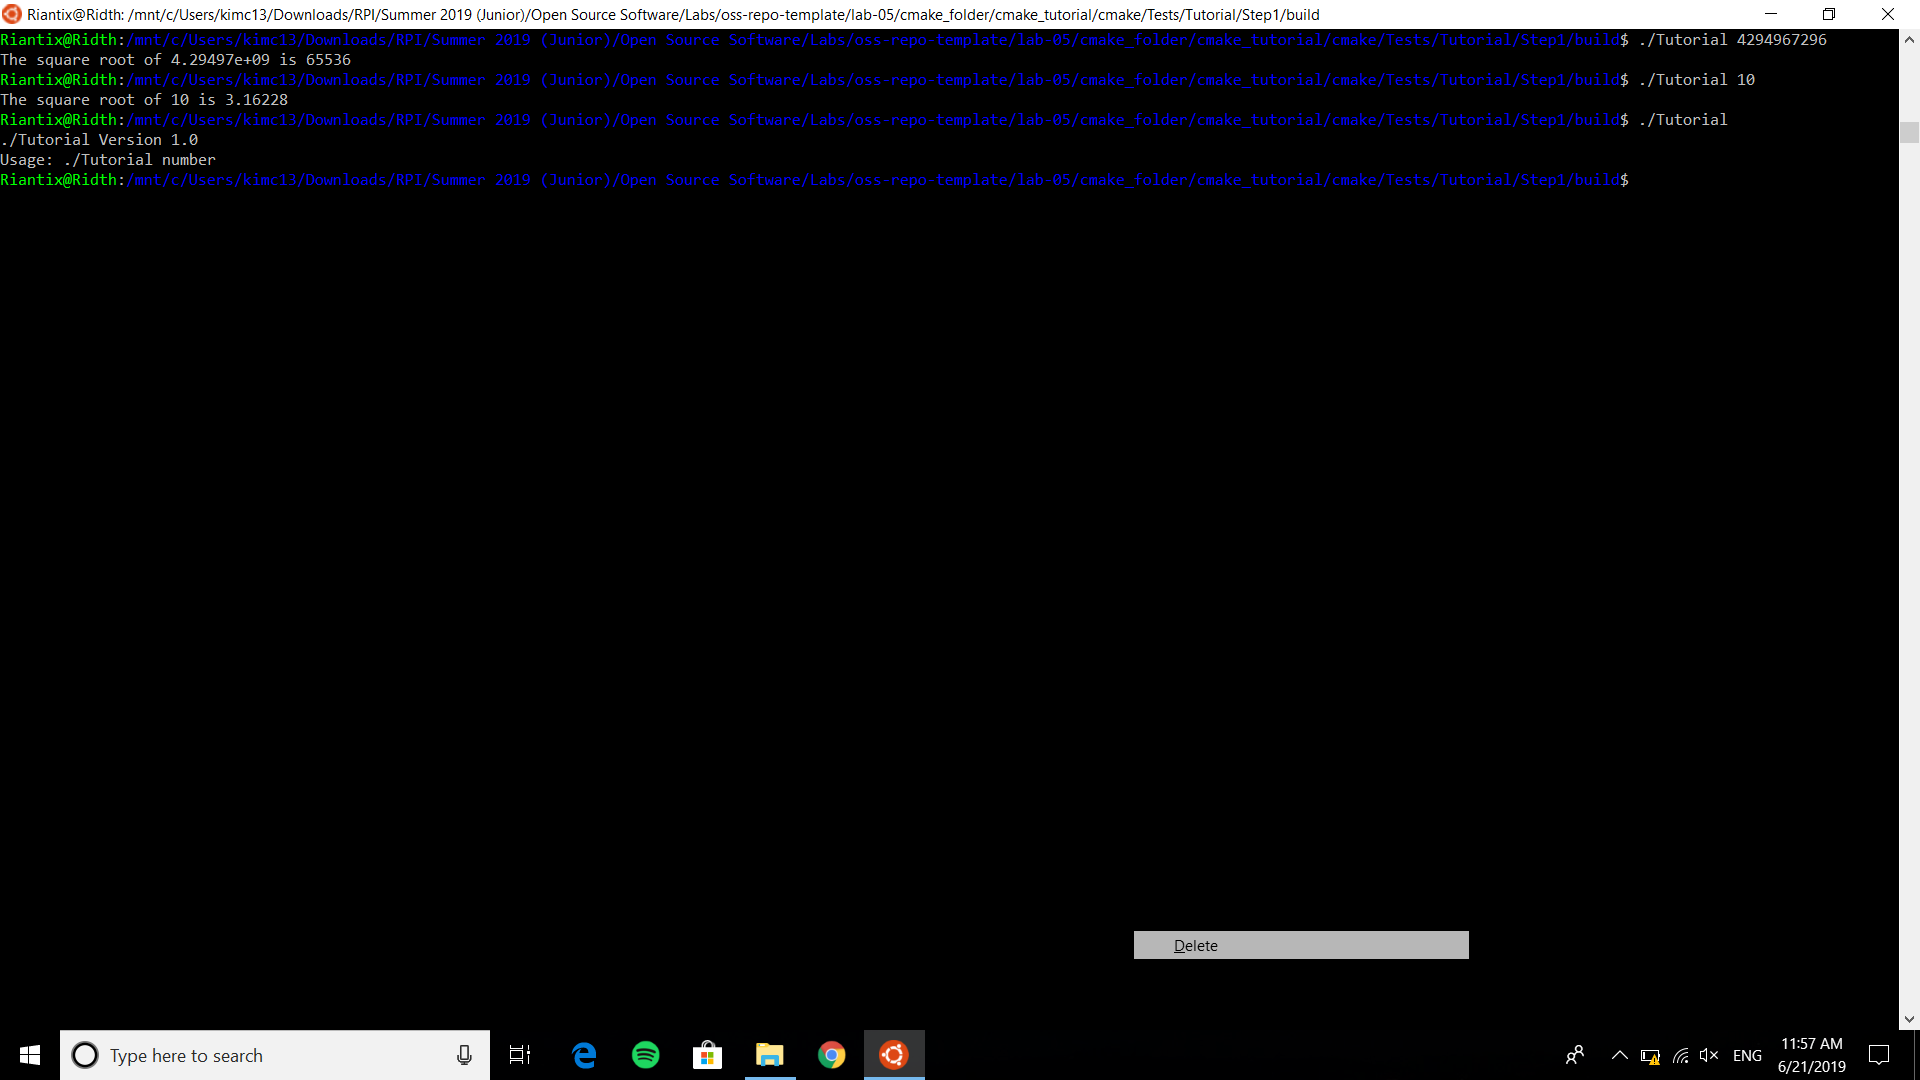 Riantix@Ridth: /mnt/c/Users/kimc13/Downloads/RPI/Summer 2019 (Junior)/Open Source Software/Labs/oss-repo-template/lab-05/cmake_folder/cmake_tutorial/cmake/Tests/Tutorial/Step1/build
Riantix@Ridth:/mnt/c/Users/kimc13/Downloads/RPI/Summer 2019 (Junior)/Open Source Software/Labs/oss-repo-template/lab-05/cmake_folder/cmake_tutorial/cmake/Tests/Tutorial/Step1/build$ ./Tutorial 4294967296
The square root of 4.29497e+09 is 65536
Riantix@Ridth:/mnt/c/Users/kimc13/Downloads/RPI/Summer 2019 (Junior)/Open Source Software/Labs/oss-repo-template/lab-05/cmake_folder/cmake_tutorial/cmake/Tests/Tutorial/Step1/build$ ./Tutorial 10
The square root of 10 is 3.16228
Riantix@Ridth:/mnt/c/Users/kimc13/Downloads/RPI/Summer 2019 (Junior)/Open Source Software/Labs/oss-repo-template/lab-05/cmake_folder/cmake_tutorial/cmake/Tests/Tutorial/Step1/build$ ./Tutorial
./Tutorial Version 1.0
Usage: ./Tutorial number
Riantix@Ridth:/mnt/c/Users/kimc13/Downloads/RPI/Summer 2019 (Junior)/Open Source Software/Labs/oss-repo-template/lab-05/cmake_folder/cmake_tutorial/cmake/Tests/Tutorial/Step1/build$
Delete
Type here to search
ENG
11:57 AM
6/21/2019